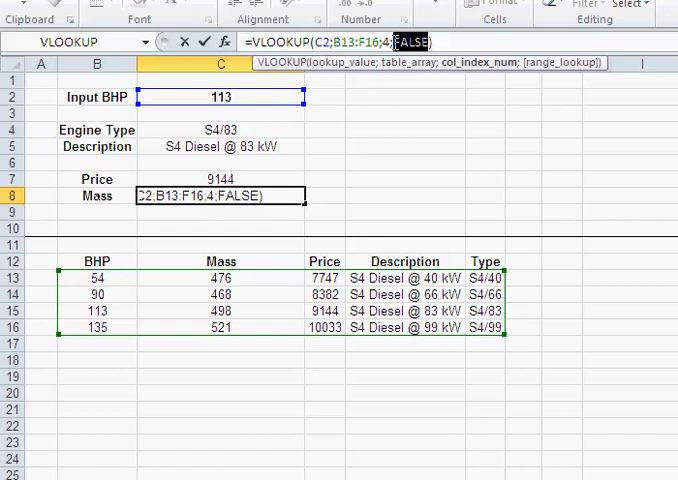 Insert
Clipboard Font Alignment Number Cells Editing
VLOOKUP =VLOOKUP(C2;B13:F16;4;FALSE)
VLOOKUP(lookup_value; table_array; col_index_num; [range_lookup])
A B C I
1
2 Input BHP 113
3
4 Engine Type S4/83
5 Description S4 Diesel @ 83 kW
6
7 Price 9144
8 Mass C2;B13:F16;4;FALSE)
9
10
11
12 BHP Mass Price Description Type
13 54 476 7747 S4 Diesel @ 40 kW S4/40
14 90 468 8382 S4 Diesel @ 66 kW S4/66
15 113 498 9144 S4 Diesel @ 83 kW S4/83
16 135 521 10033 S4 Diesel @ 99 kW S4/99
17
18
19
20
21
22
23
24
25